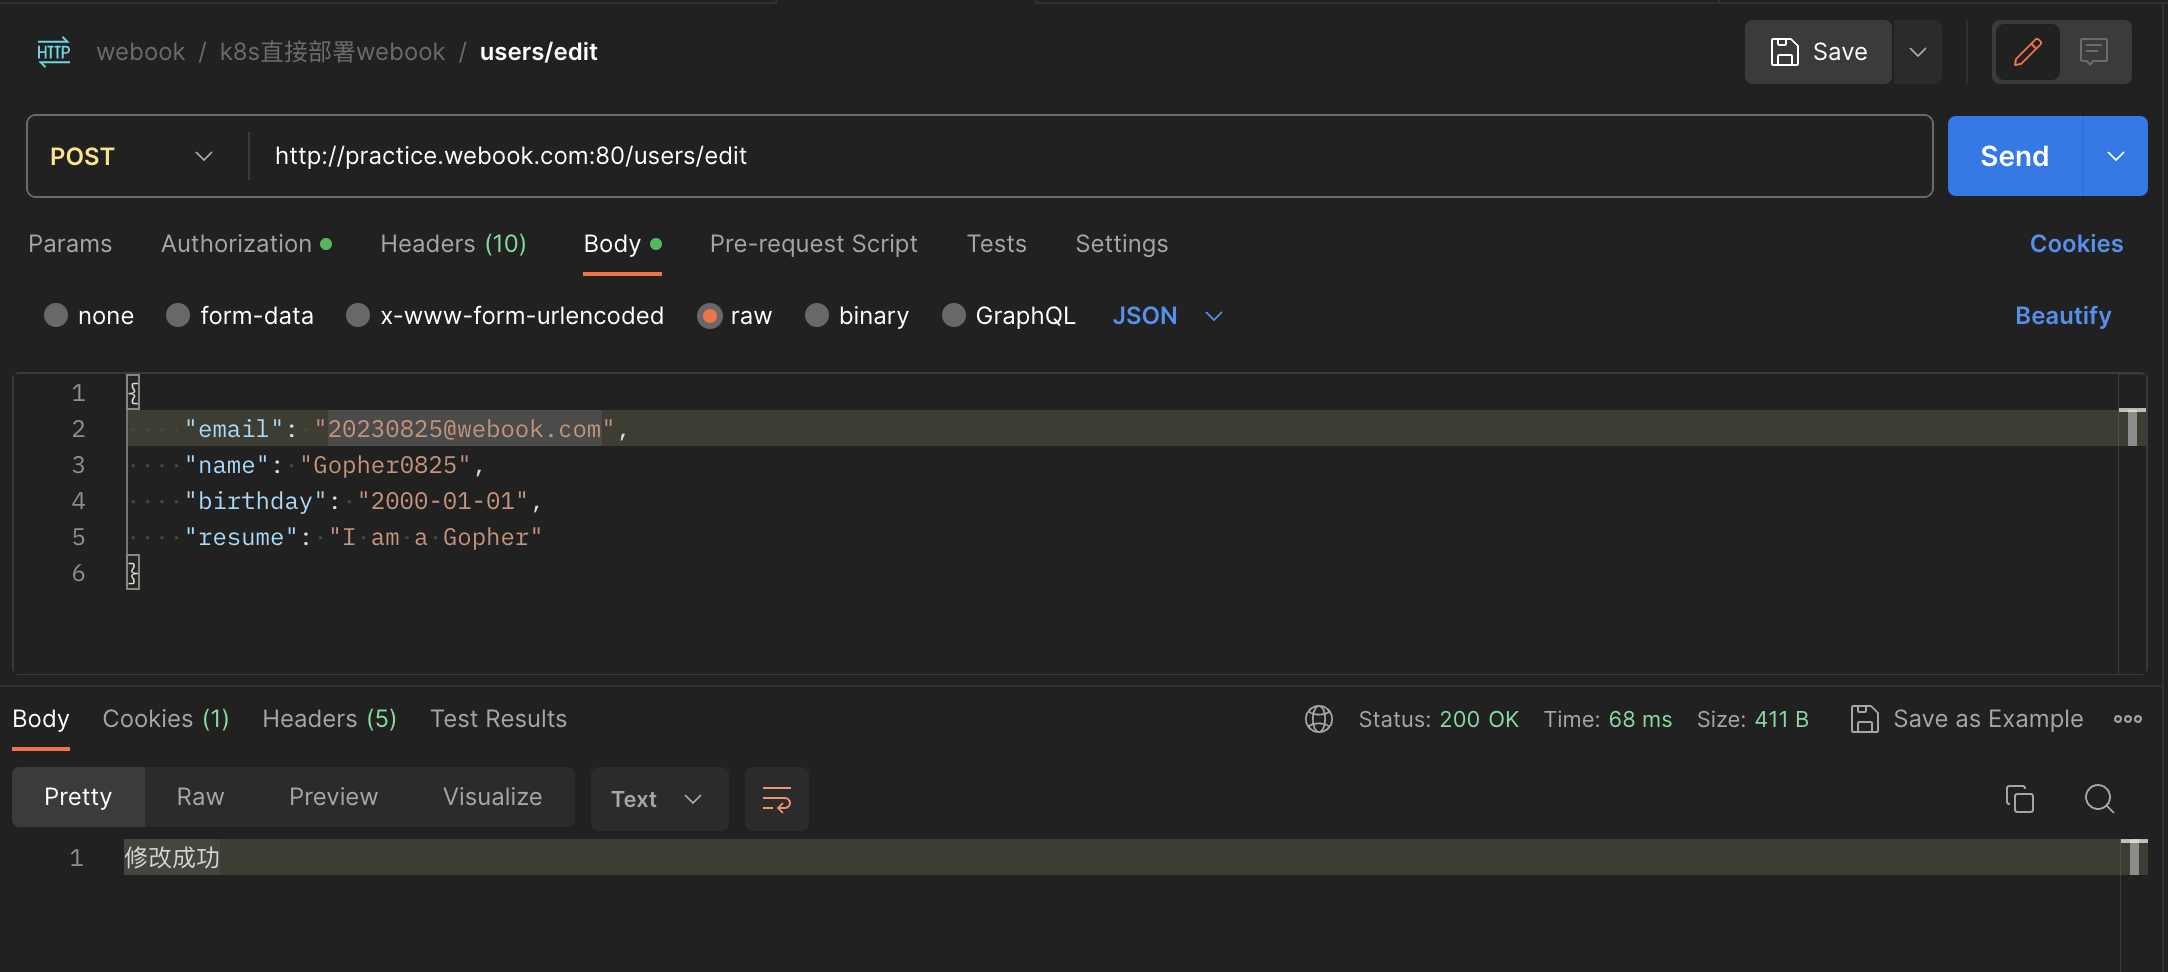 HTTP webook / k8s直接部署webook / users/edit Save
POST http://practice.webook.com:80/users/edit Send
Params Authorization Headers (10) Body Pre-request Script Tests Settings Cookies
none form-data x-www-form-urlencoded raw binary GraphQL JSON Beautify
1 {
2 "email": "20230825@webook.com",
3 "name": "Gopher0825",
4 "birthday": "2000-01-01",
5 "resume": "I am a Gopher"
6 }
Body Cookies (1) Headers (5) Test Results Status: 200 OK Time: 68 ms Size: 411 B Save as Example
Pretty Raw Preview Visualize Text
1 修改成功